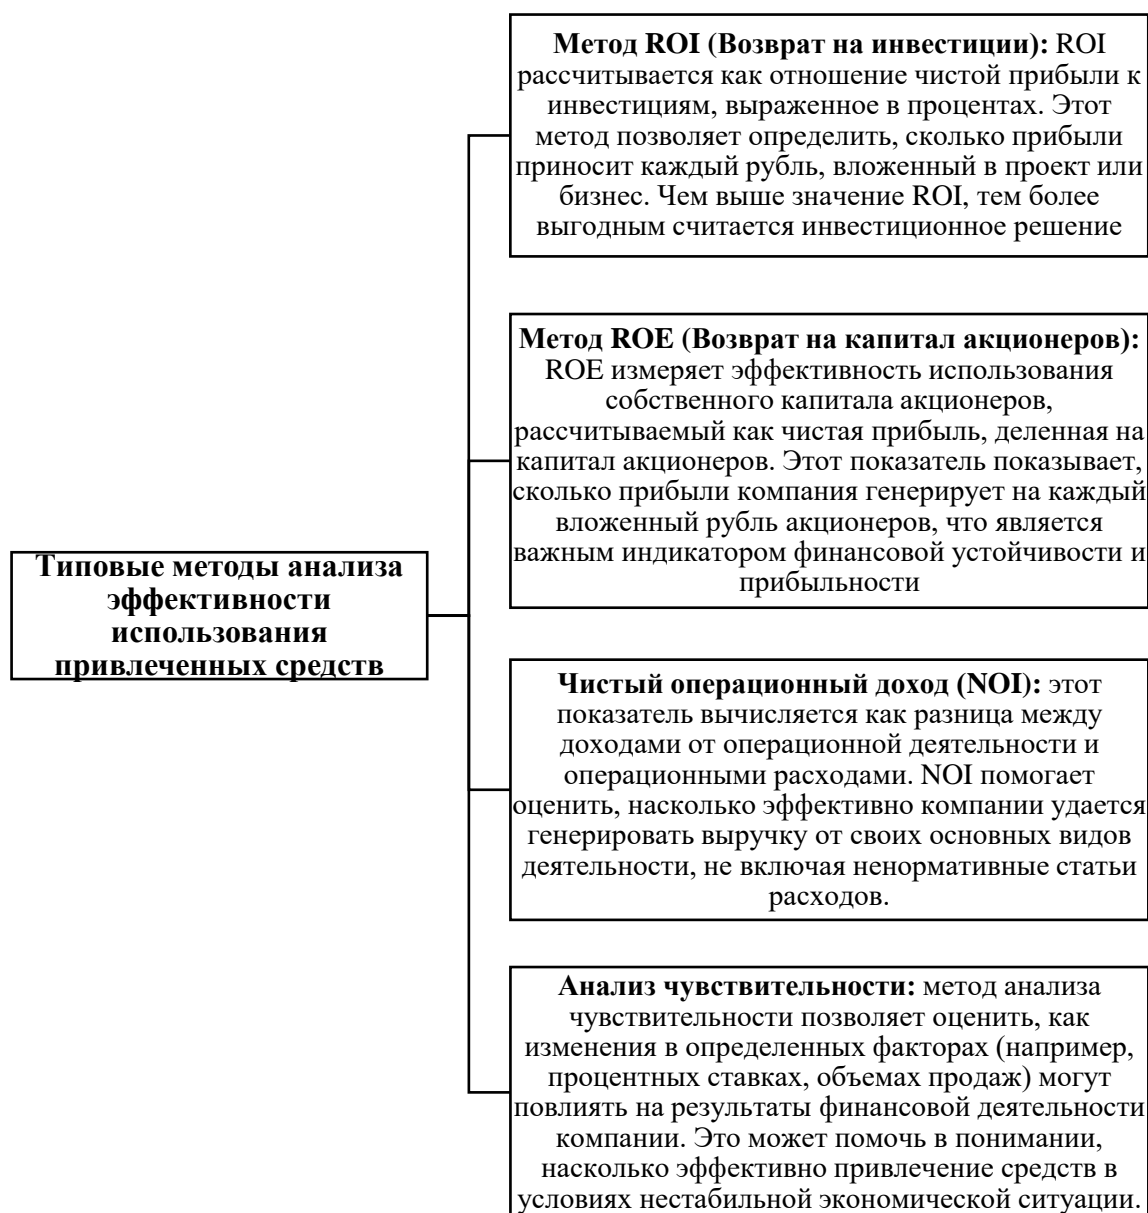 Метод ROI (Возврат на инвестиции): ROI
рассчитывается как отношение чистой прибыли к
инвестициям, выраженное в процентах. Этот
метод позволяет определить, сколько прибыли
приносит каждый рубль, вложенный в проект или
бизнес. Чем выше значение ROI, тем более
выгодным считается инвестиционное решение
Метод ROE (Возврат на капитал акционеров):
ROE измеряет эффективность использования
собственного капитала акционеров,
рассчитываемый как чистая прибыль, деленная на
капитал акционеров. Этот показатель показывает,
сколько прибыли компания генерирует на каждый
вложенный рубль акционеров, что является
важным индикатором финансовой устойчивости и
прибыльности
Типовые методы анализа
эффективности
использования
привлеченных средств
Чистый операционный доход (NOI): этот
показатель вычисляется как разница между
доходами от операционной деятельности и
операционными расходами. NOI помогает
оценить, насколько эффективно компании удается
генерировать выручку от своих основных видов
деятельности, не включая ненормативные статьи
расходов.
Анализ чувствительности: метод анализа
чувствительности позволяет оценить, как
изменения в определенных факторах (например,
процентных ставках, объемах продаж) могут
повлиять на результаты финансовой деятельности
компании. Это может помочь в понимании,
насколько эффективно привлечение средств в
условиях нестабильной экономической ситуации.